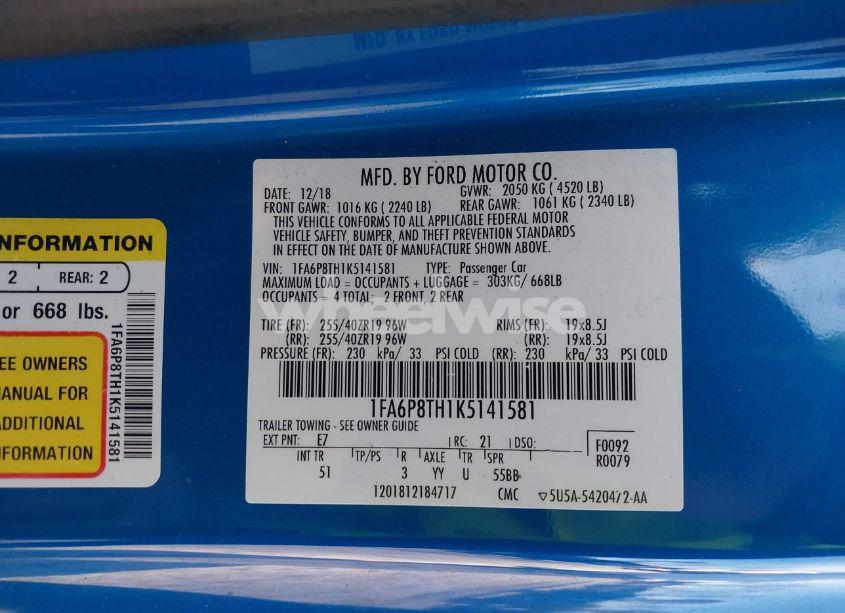 MFD. BY FORD MOTOR CO.
DATE: 12/18 GVWR: 2050 KG ( 4520 LB)
FRONT GAWR: 1016 KG ( 2240 LB) REAR GAWR: 1061 KG ( 2340 LB)
THIS VEHICLE CONFORMS TO ALL APPLICABLE FEDERAL MOTOR
VEHICLE SAFETY, BUMPER, AND THEFT PREVENTION STANDARDS
IN EFFECT ON THE DATE OF MANUFACTURE SHOWN ABOVE.
VIN: 1FA6P8TH1K5141581 TYPE: Passenger Car
MAXIMUM LOAD = OCCUPANTS + LUGGAGE = 303KG/ 668LB
OCCUPANTS = 4 TOTAL; 2 FRONT, 2 REAR
wheelwise
TIRE (FR): 255/40ZR19 96W RIMS (FR): 19x8.5J
(RR): 255/40ZR19 96W (RR): 19x8.5J
PRESSURE (FR): 230 kPa/ 33 PSI COLD (RR): 230 kPa/ 33 PSI COLD
1FA6P8TH1K5141581
TRAILER TOWING - SEE OWNER GUIDE
EXT PNT: E7 RC: 21 DSO: F0092
R0079
INT TR TP/PS R AXLE TR SPR
51 3 YY U 55BB
1201812184717 CMC ▽5U5A-5420472-AA
NFORMATION
2 REAR: 2
or 668 lbs.
EE OWNERS
MANUAL FOR
ADDITIONAL
NFORMATION
1FA6P8TH1K5141581